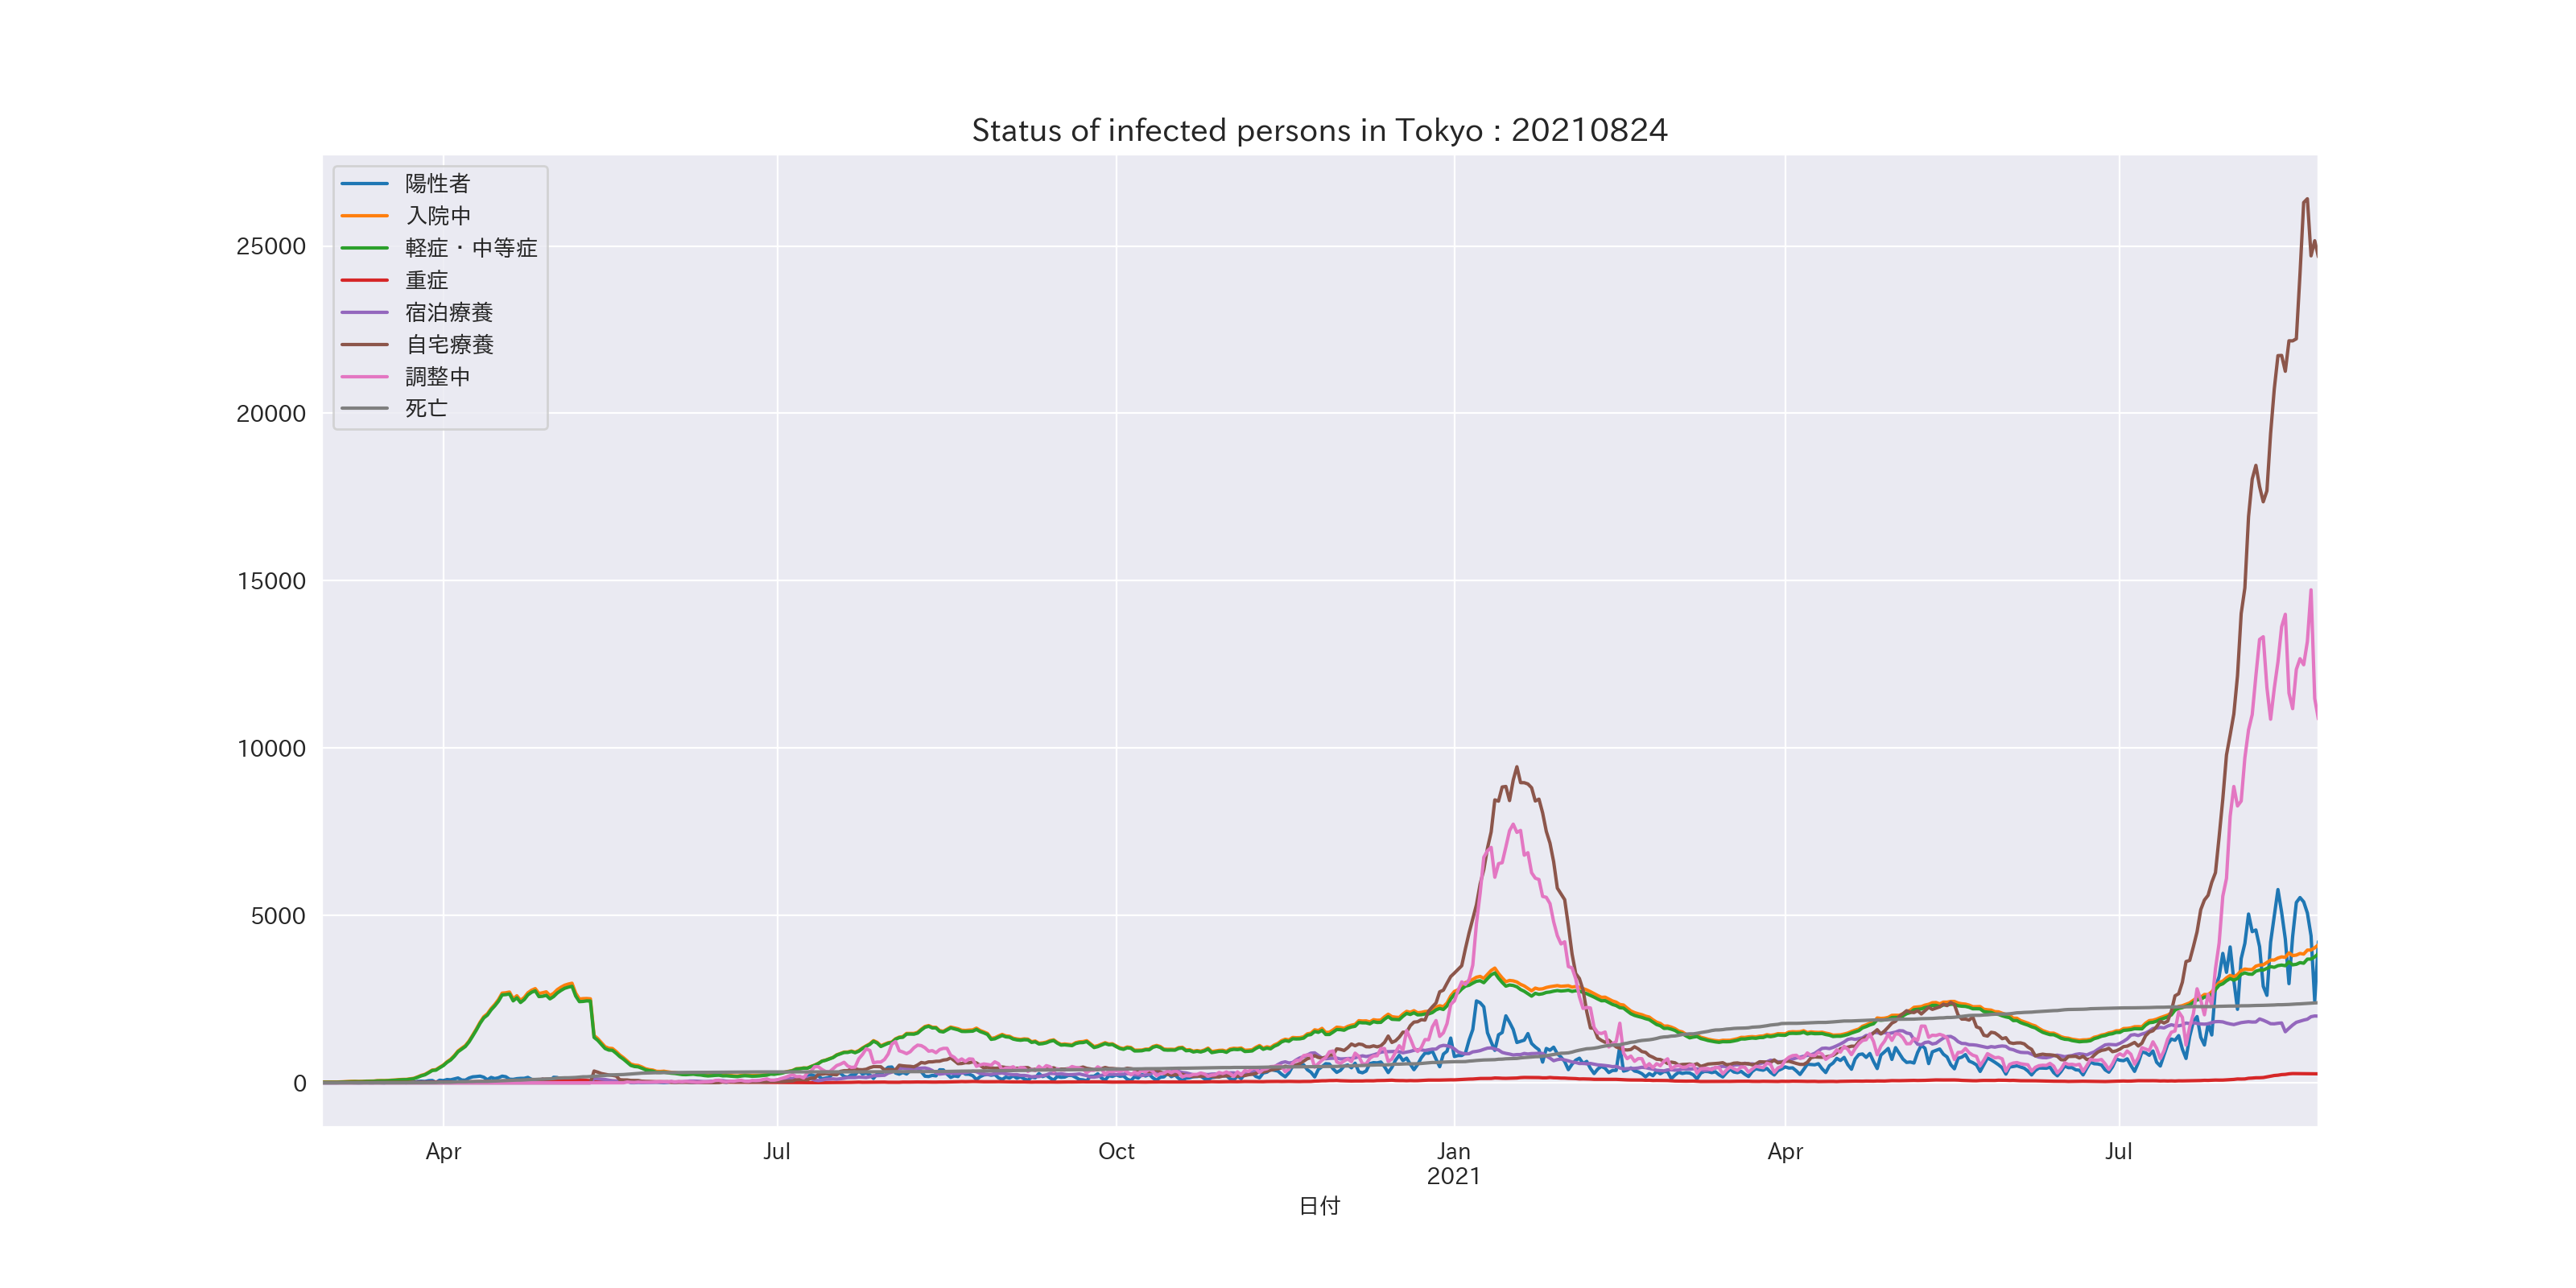 Status of infected persons in Tokyo : 20210824
陽性者
入院中
軽症・中等症
重症
宿泊療養
自宅療養
調整中
死亡
25000
20000
15000
10000
5000
0
Apr
Jul
Oct
Jan
2021
Apr
Jul
日付